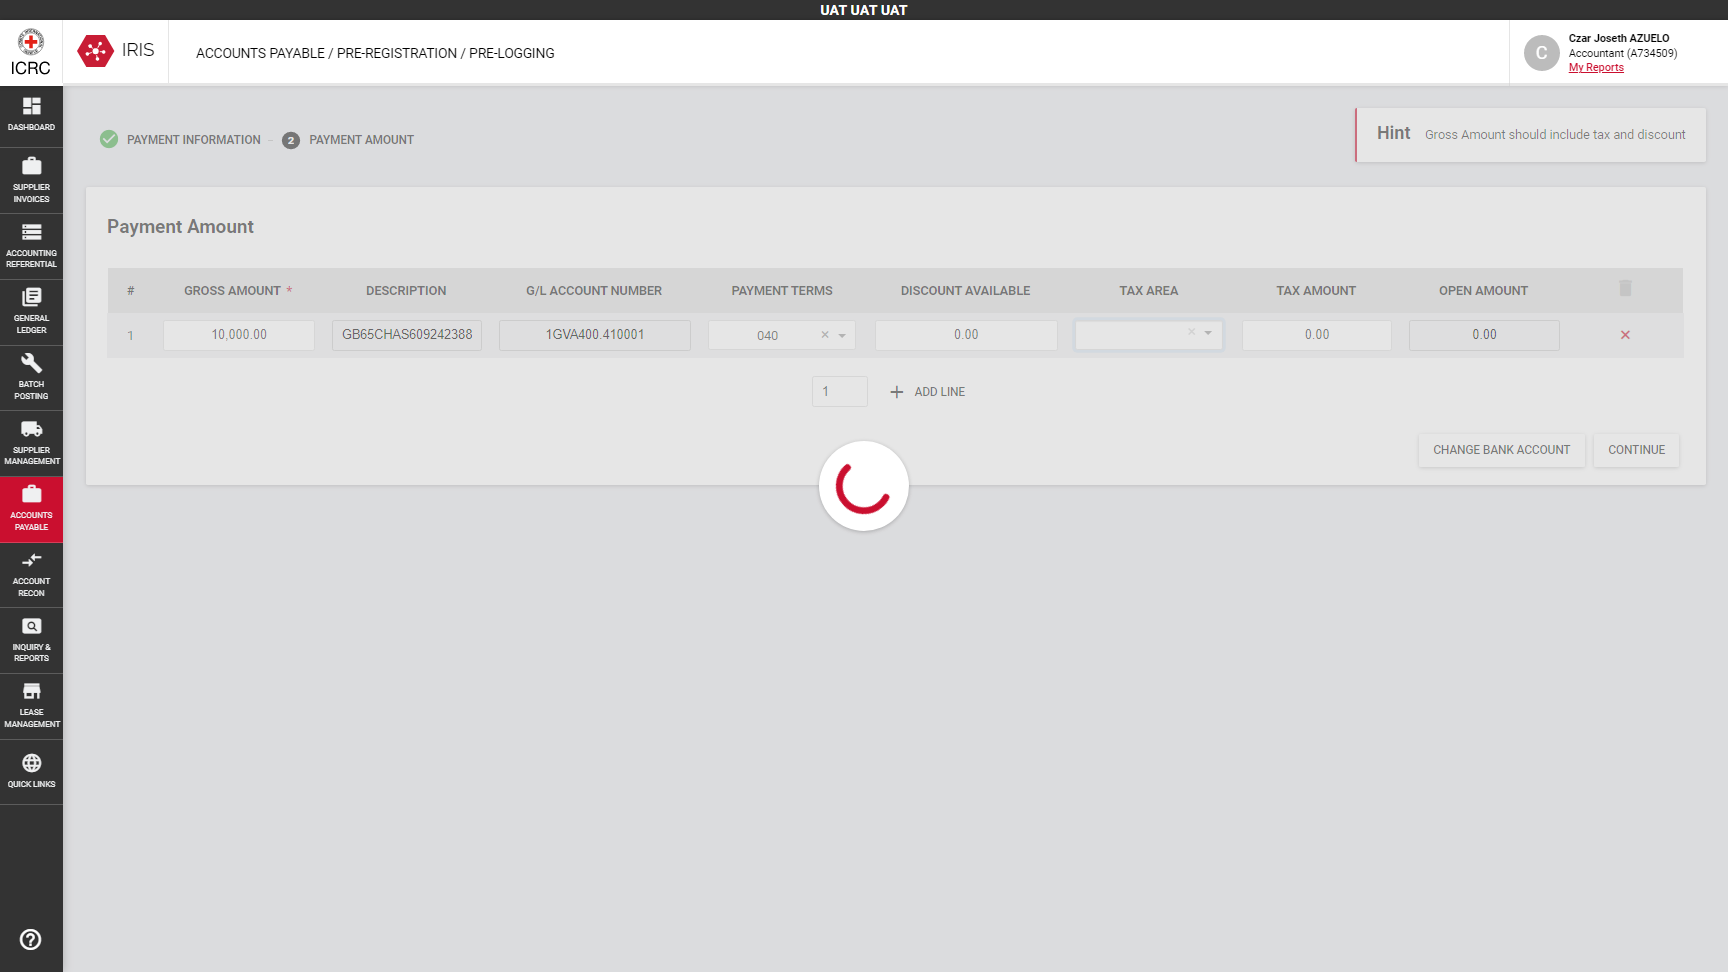 UAT UAT UAT
ICRC
IRIS
ACCOUNTS PAYABLE / PRE-REGISTRATION / PRE-LOGGING
C
Czar Joseth AZUELO
Accountant (A734509)
My Reports
DASHBOARD
SUPPLIER
INVOICES
ACCOUNTING
REFERENTIAL
GENERAL
LEDGER
BATCH
POSTING
SUPPLIER
MANAGEMENT
ACCOUNTS
PAYABLE
ACCOUNT
RECON
INQUIRY &
REPORTS
LEASE
MANAGEMENT
QUICK LINKS
PAYMENT INFORMATION - 2 PAYMENT AMOUNT
Hint Gross Amount should include tax and discount
Payment Amount
# GROSS AMOUNT * DESCRIPTION G/L ACCOUNT NUMBER PAYMENT TERMS DISCOUNT AVAILABLE TAX AREA TAX AMOUNT OPEN AMOUNT
1 10,000.00 GB65CHAS609242388 1GVA400.410001 040 × 0.00 × 0.00 0.00 ×
1 + ADD LINE
CHANGE BANK ACCOUNT CONTINUE